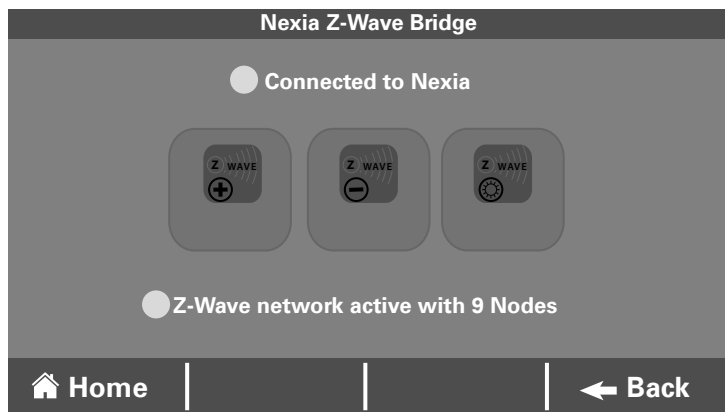 Nexia Z-Wave Bridge
Connected to Nexia
Z WAVE Z WAVE Z WAVE
Z-Wave network active with 9 Nodes
Home Back